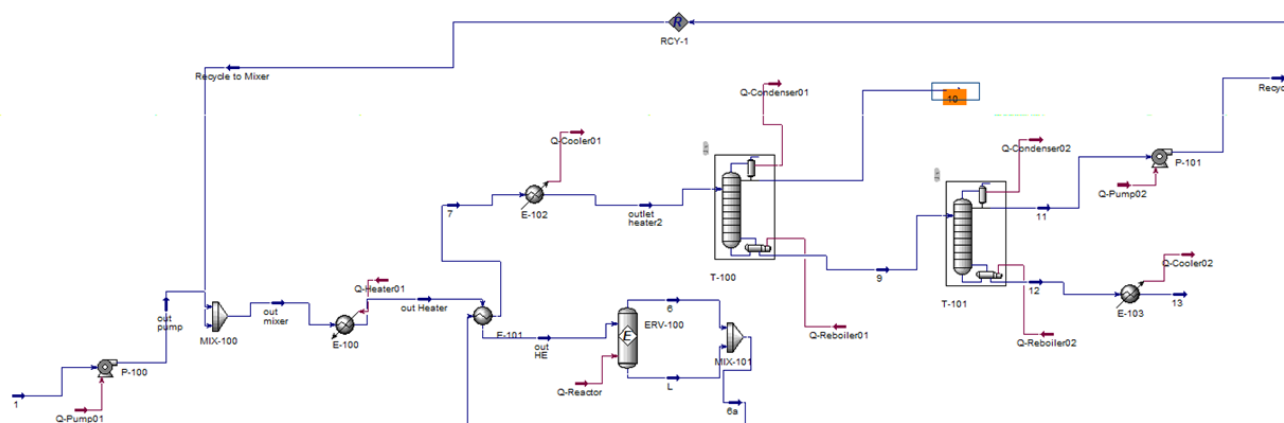 R
RCY-1
Recycle to Mixer
Q-Condenser01
10
Recyc
Q-Cooler01
Q-Condenser02
P-101
Q-Pump02
7
E-102
outlet
heater2
11
T-100
9
Q-Cooler02
Q-Heater01
out Heater
T-101
12
13
out
pump
out
mixer
6
E-103
MIX-100
E-100
E-101
ERV-100
E
Q-Reboiler01
Q-Reboiler02
out
HE
MIX-101
P-100
Q-Reactor
L
1
Q-Pump01
6a